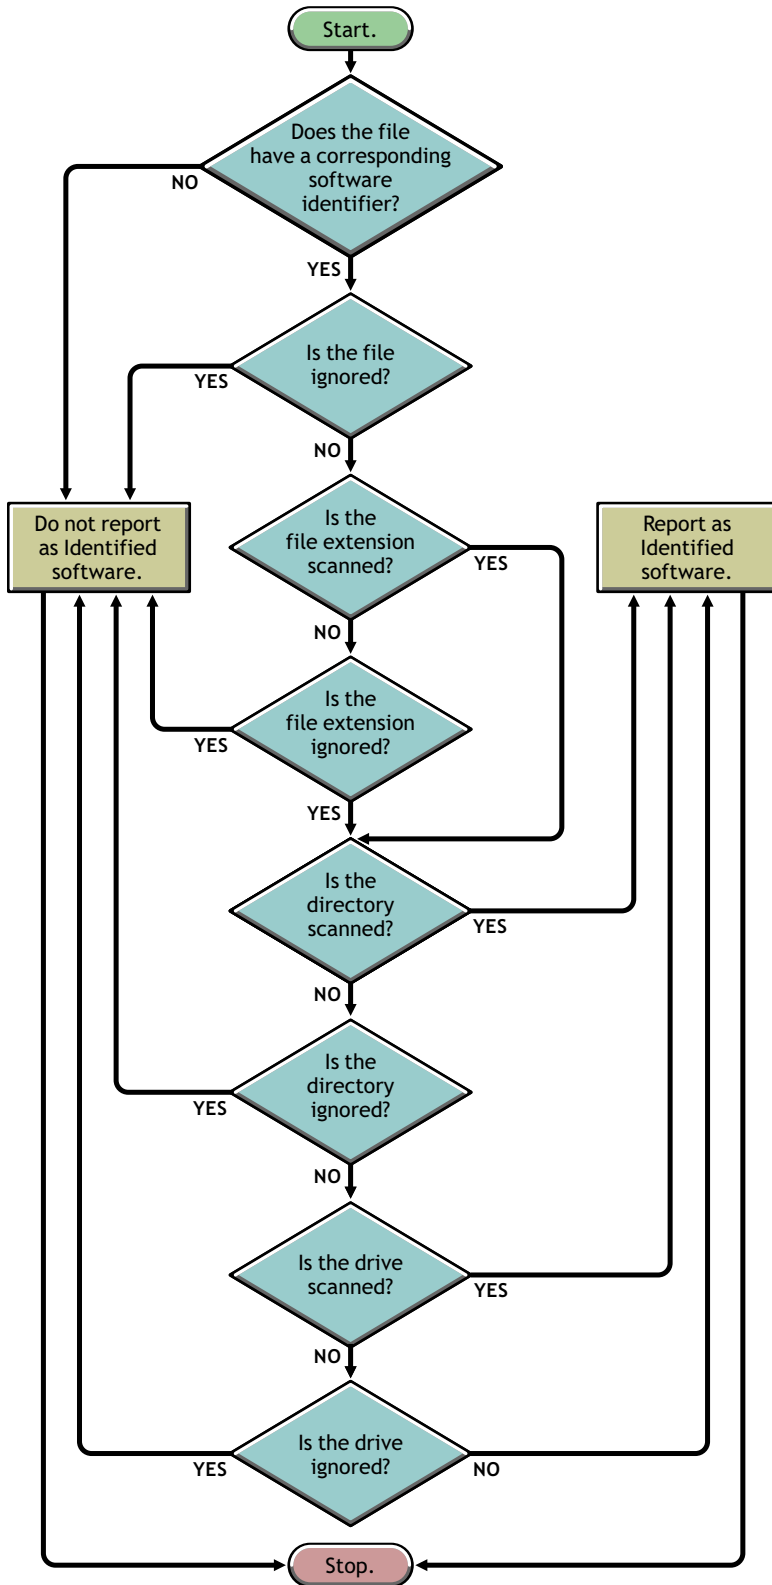 Start.
Does the file
have a corresponding
software
identifier?
NO
YES
Is the file
ignored?
YES
NO
Do not report
as Identified
software.
Is the
file extension
scanned?
YES
Report as
Identified
software.
NO
Is the
file extension
ignored?
YES
YES
Is the
directory
scanned?
YES
NO
Is the
directory
ignored?
YES
NO
Is the drive
scanned?
YES
NO
Is the drive
ignored?
YES
NO
Stop.